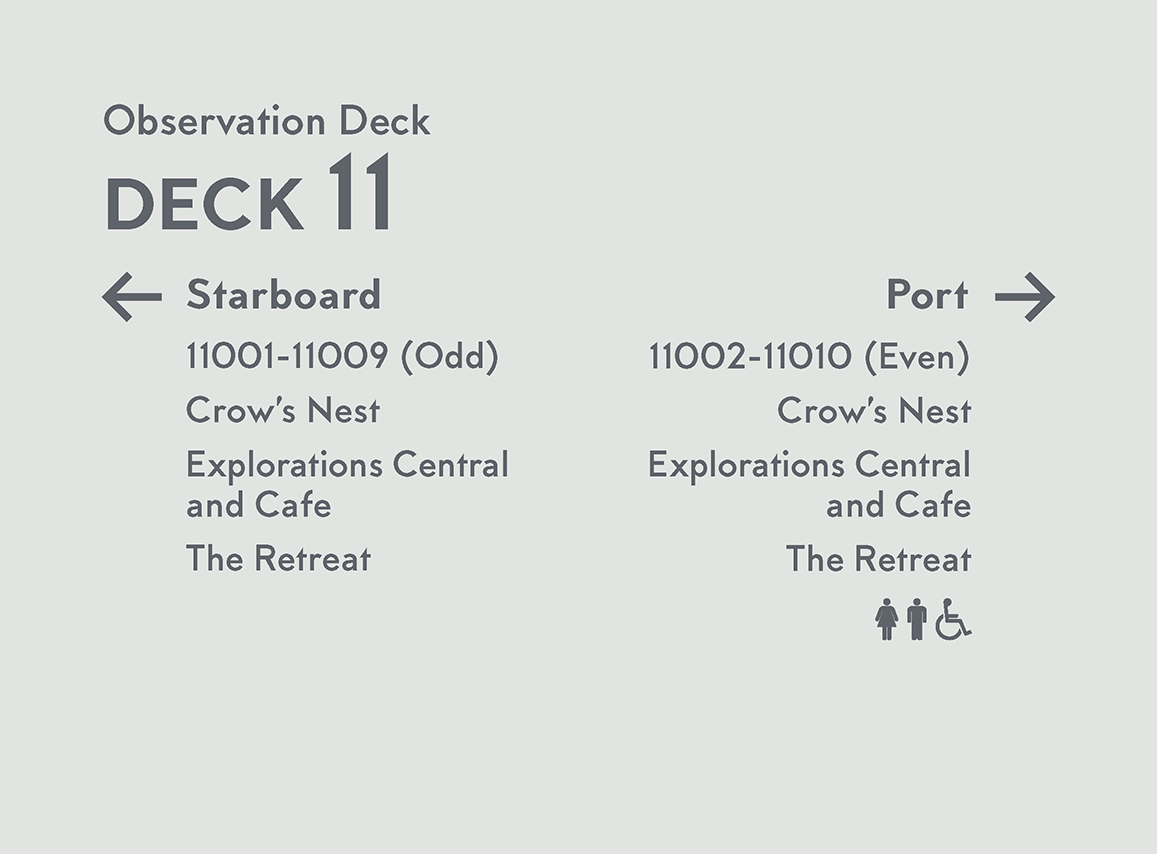 Observation Deck
DECK 11
← Starboard
11001-11009 (Odd)
Crow's Nest
Explorations Central
and Cafe
The Retreat
Port →
11002-11010 (Even)
Crow's Nest
Explorations Central
and Cafe
The Retreat